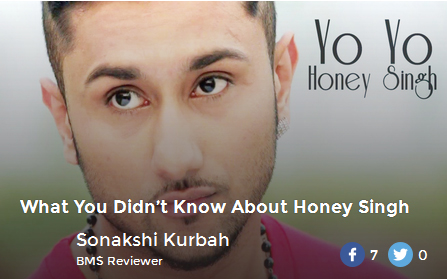 Yo Yo
Honey Singh
What You Didn't Know About Honey Singh
Sonakshi Kurbah
BMS Reviewer
f 7 0